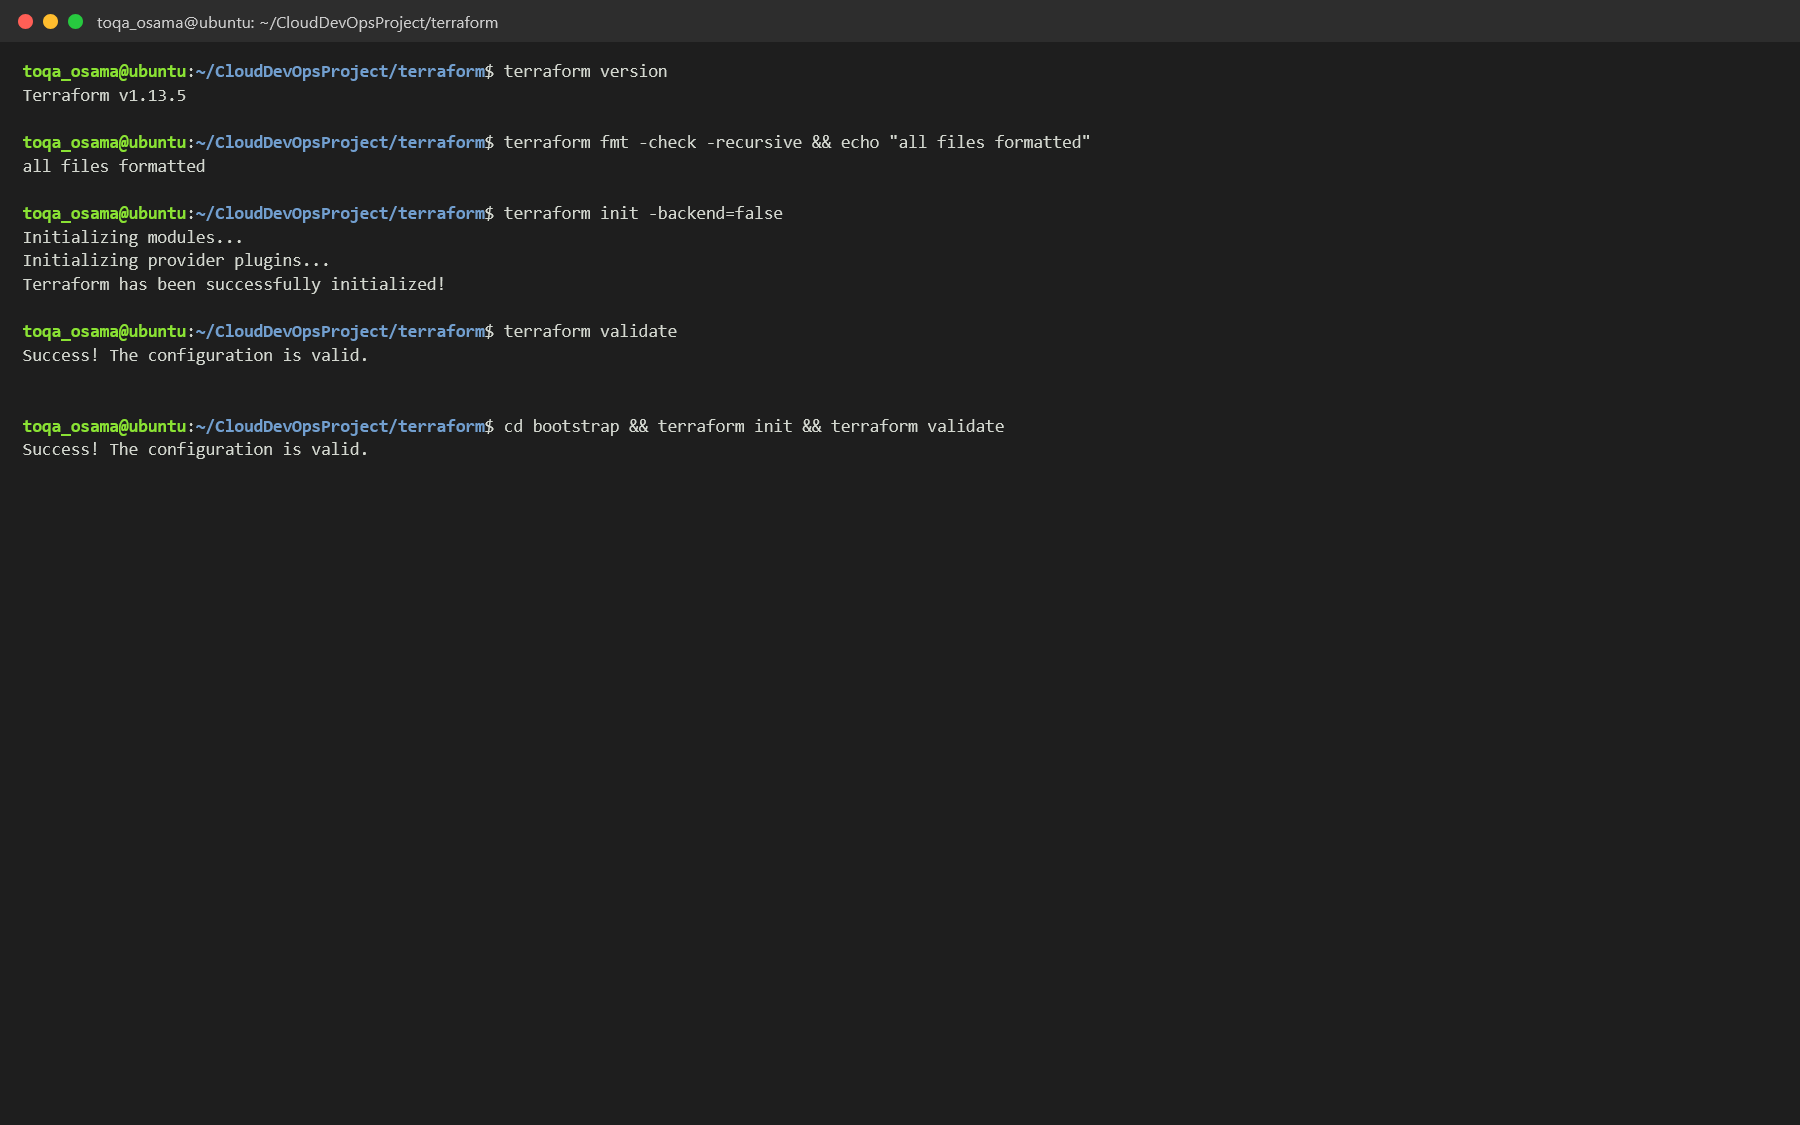 toqa_osama@ubuntu: ~/CloudDevOpsProject/terraform
toqa_osama@ubuntu:~/CloudDevOpsProject/terraform$ terraform version
Terraform v1.13.5
toqa_osama@ubuntu:~/CloudDevOpsProject/terraform$ terraform fmt -check -recursive && echo "all files formatted"
all files formatted
toqa_osama@ubuntu:~/CloudDevOpsProject/terraform$ terraform init -backend=false
Initializing modules...
Initializing provider plugins...
Terraform has been successfully initialized!
toqa_osama@ubuntu:~/CloudDevOpsProject/terraform$ terraform validate
Success! The configuration is valid.
toqa_osama@ubuntu:~/CloudDevOpsProject/terraform$ cd bootstrap && terraform init && terraform validate
Success! The configuration is valid.